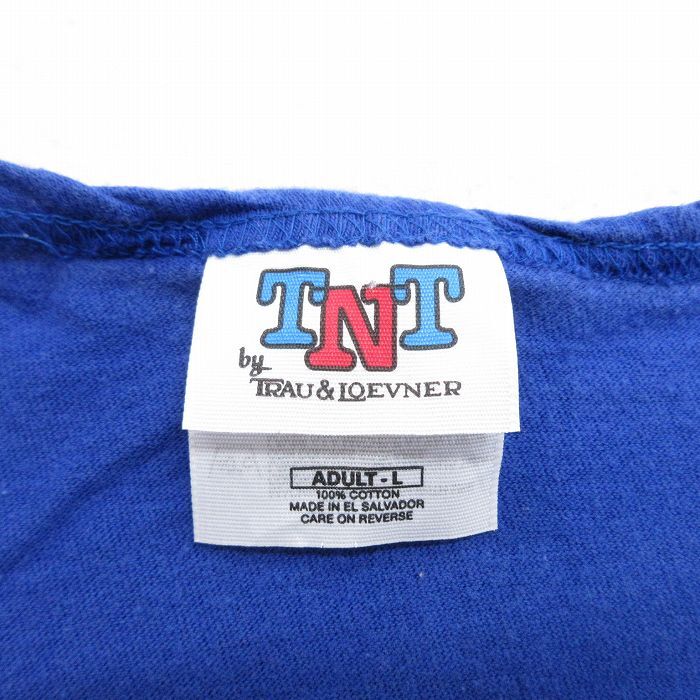 TNT
by
TRAU & LOEVNER
ADULT - L
100% COTTON
MADE IN EL SALVADOR
CARE ON REVERSE